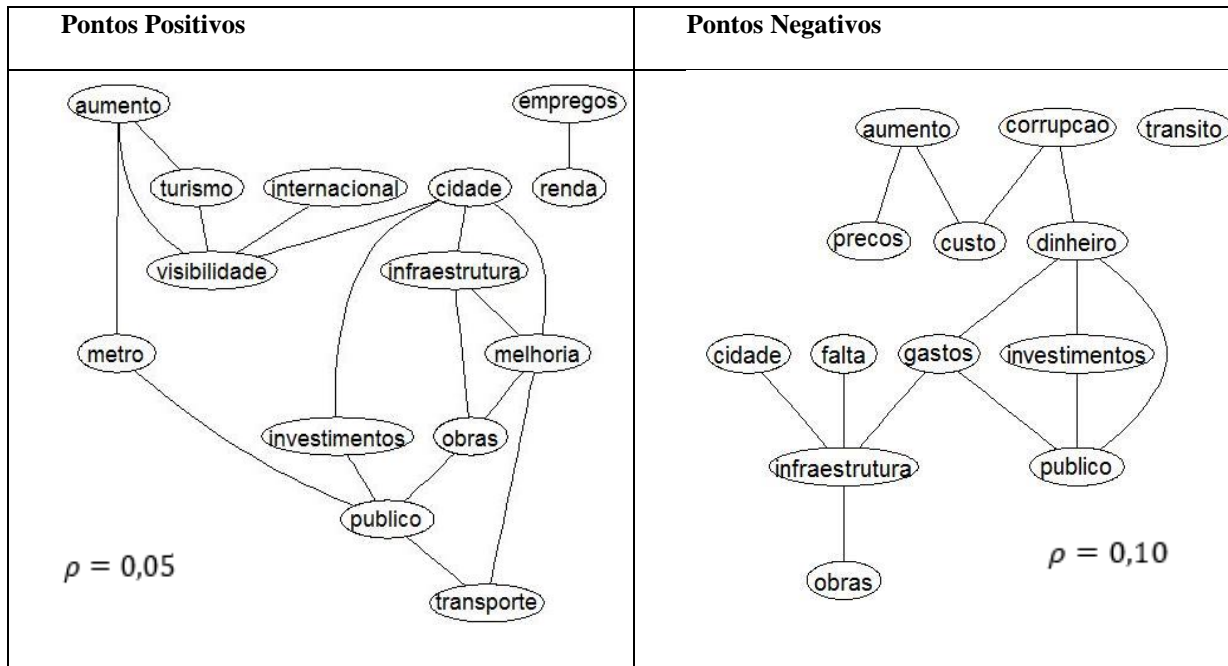 Pontos Positivos
aumento
empregos
turismo
internacional
cidade
renda
visibilidade
infraestrutura
metro
melhoria
investimentos
obras
publico
ρ = 0,05
transporte
Pontos Negativos
aumento
corrupcao
transito
precos
custo
dinheiro
cidade
falta
gastos
investimentos
infraestrutura
publico
ρ = 0,10
obras